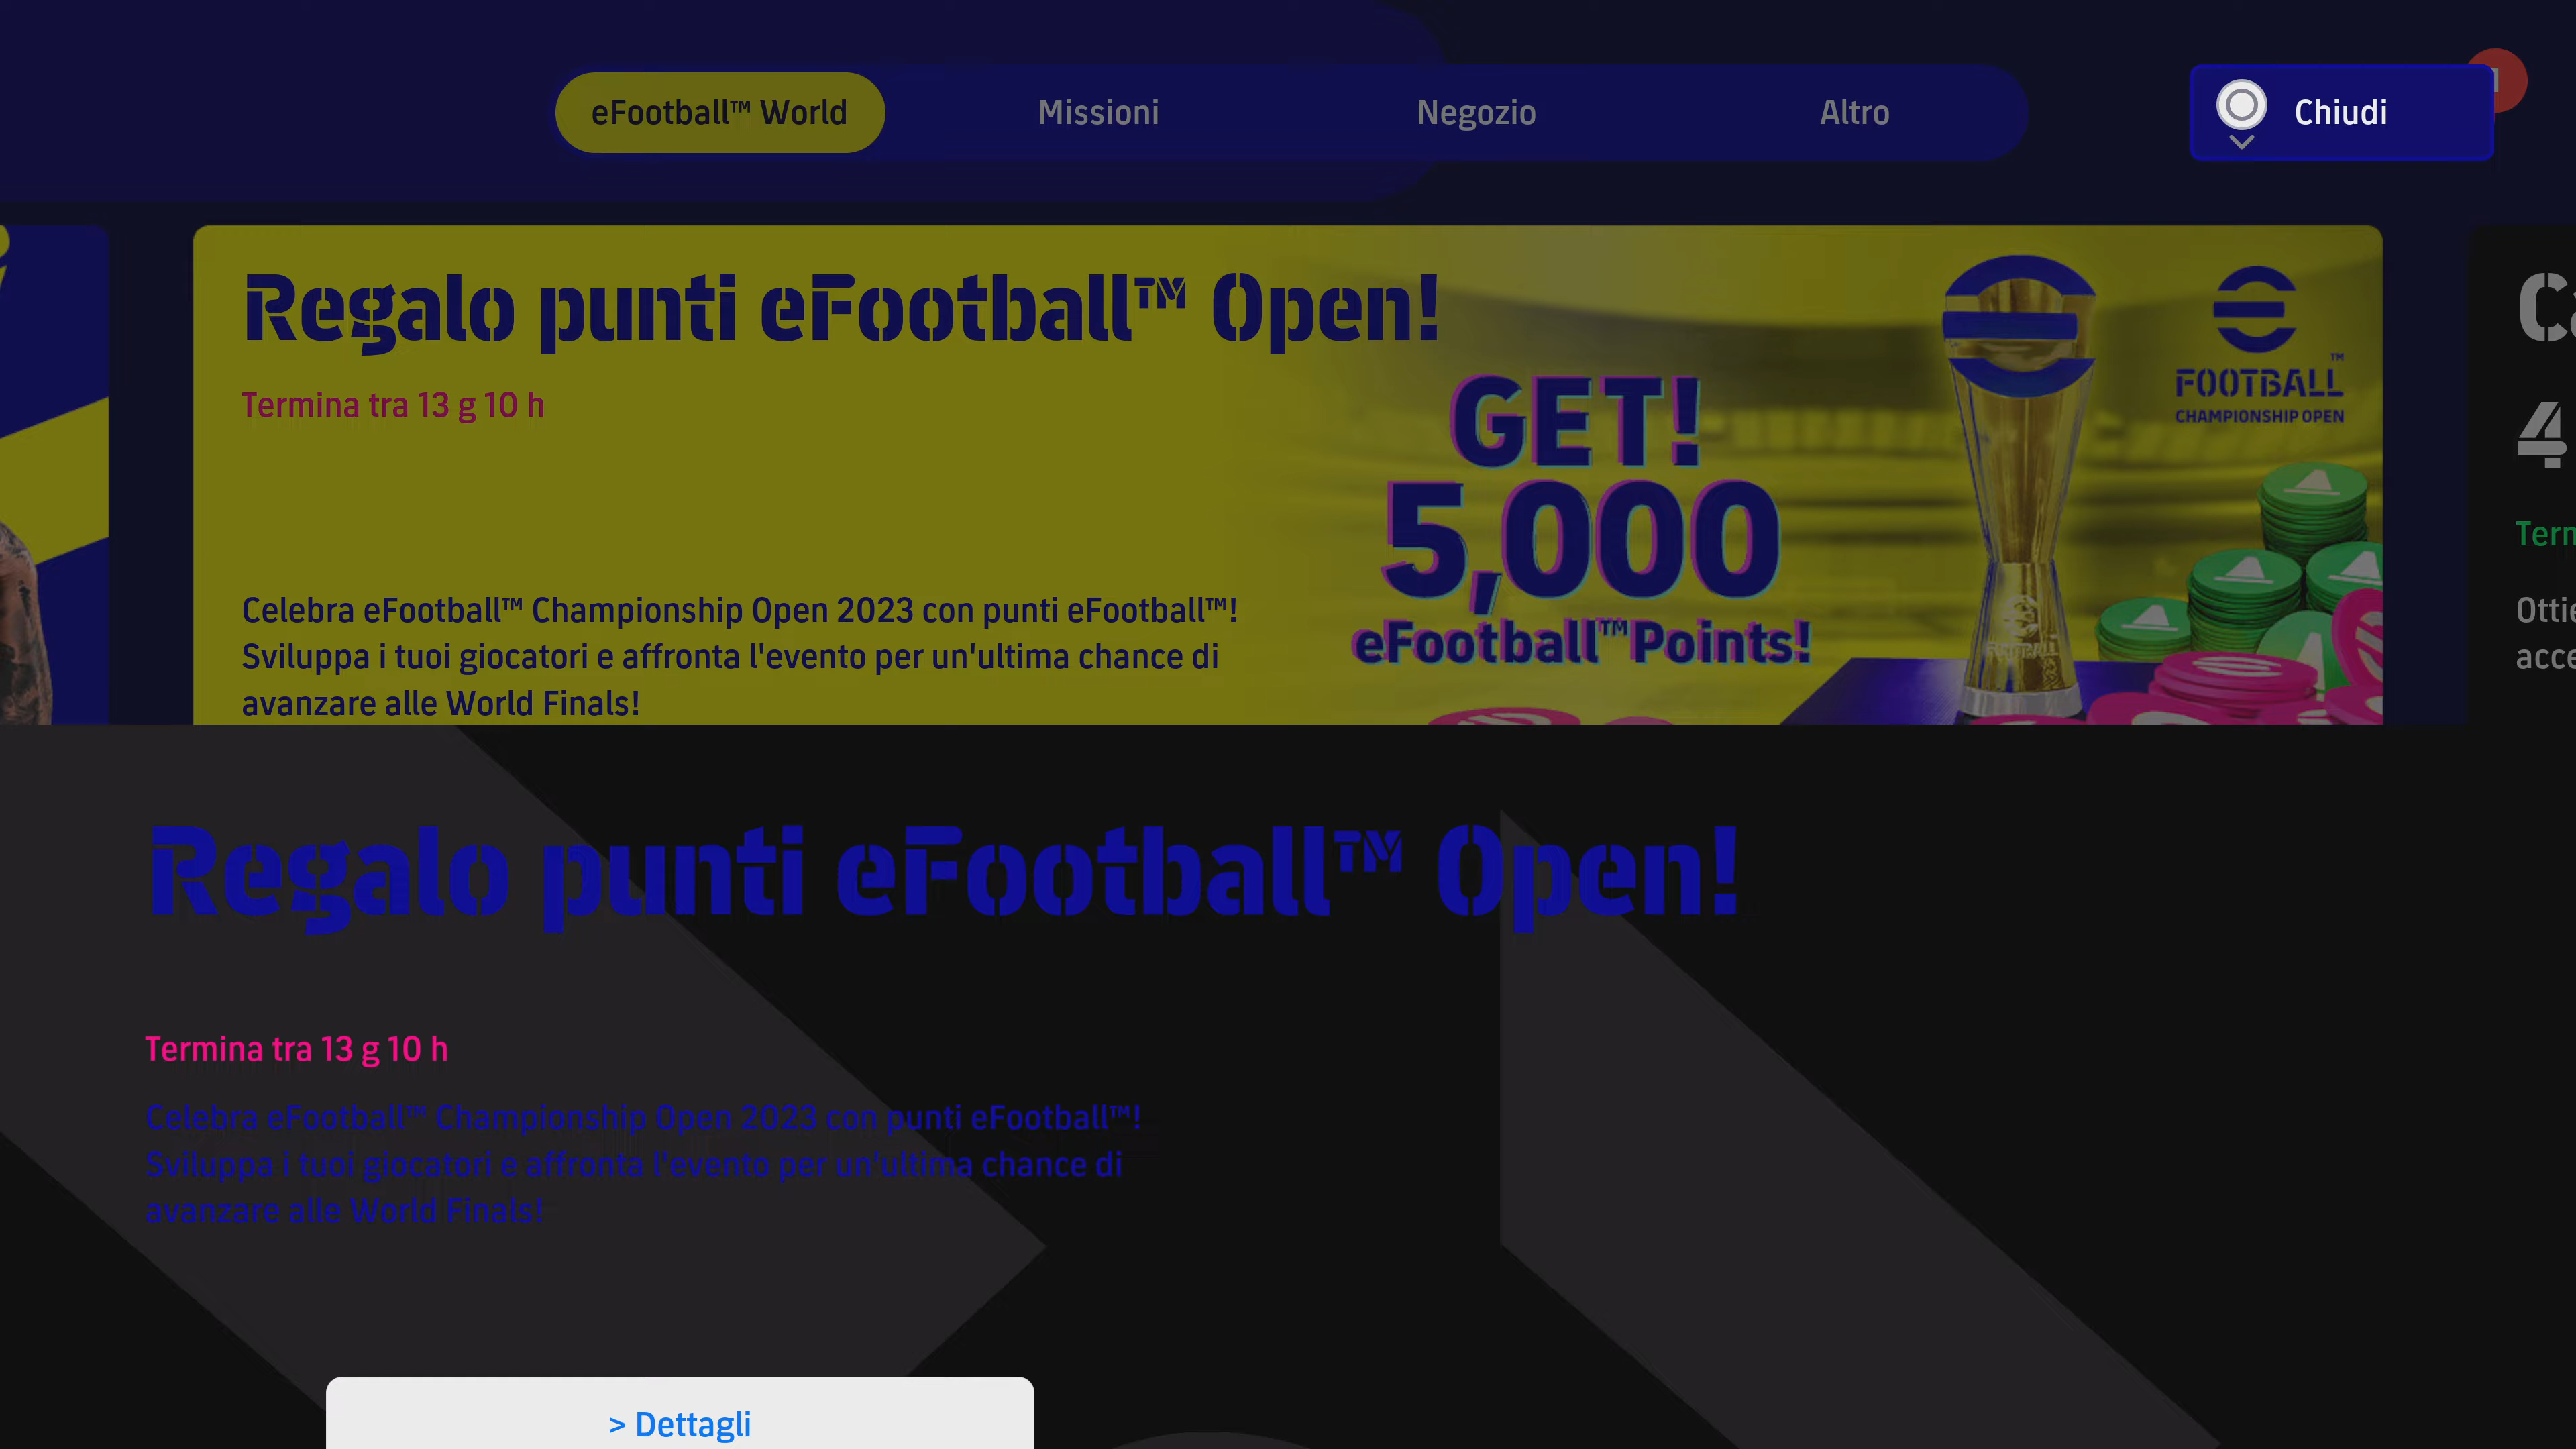 eFootball™ World
Missioni
Negozio
Altro
Chiudi
Regalo punti eFootball™ Open!
Termina tra 13 g 10 h
Celebra eFootball™ Championship Open 2023 con punti eFootball™!
Sviluppa i tuoi giocatori e affronta l'evento per un'ultima chance di
avanzare alle World Finals!
GET!
5,000
eFootball™Points!
FOOTBALL™
CHAMPIONSHIP OPEN
4
Regalo punti eFootball™ Open!
Termina tra 13 g 10 h
Celebra eFootball™ Championship Open 2023 con punti eFootball™!
Sviluppa i tuoi giocatori e affronta l'evento per un'ultima chance di
avanzare alle World Finals!
> Dettagli